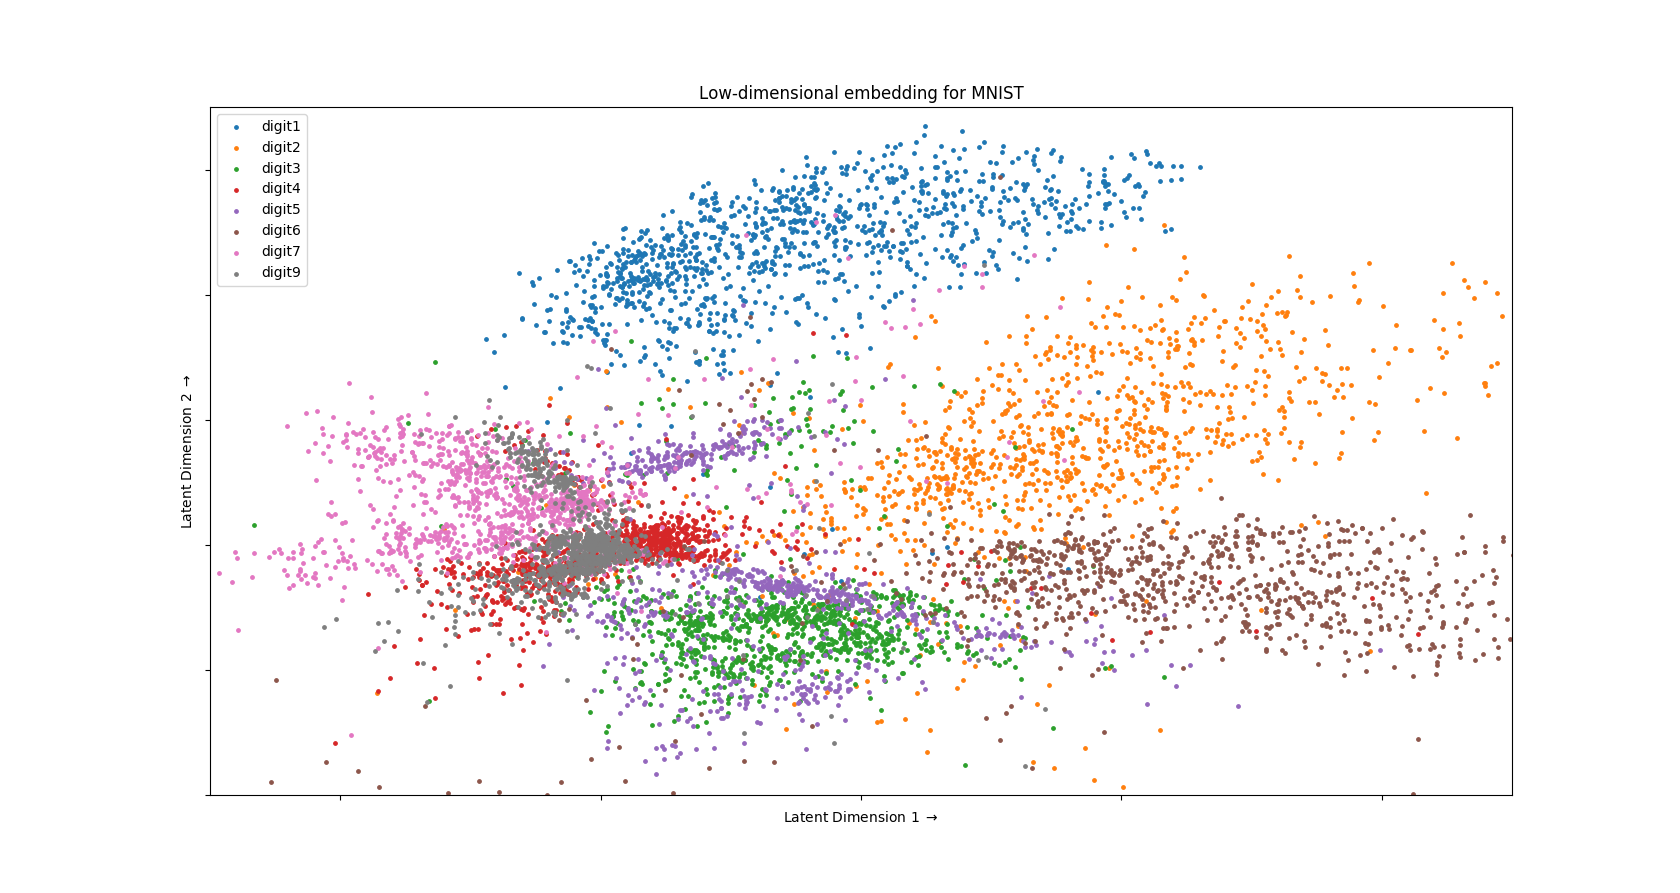 Low-dimensional embedding for MNIST
digit1
digit2
digit3
digit4
digit5
digit6
digit7
digit9
Latent Dimension 2 →
Latent Dimension 1 →